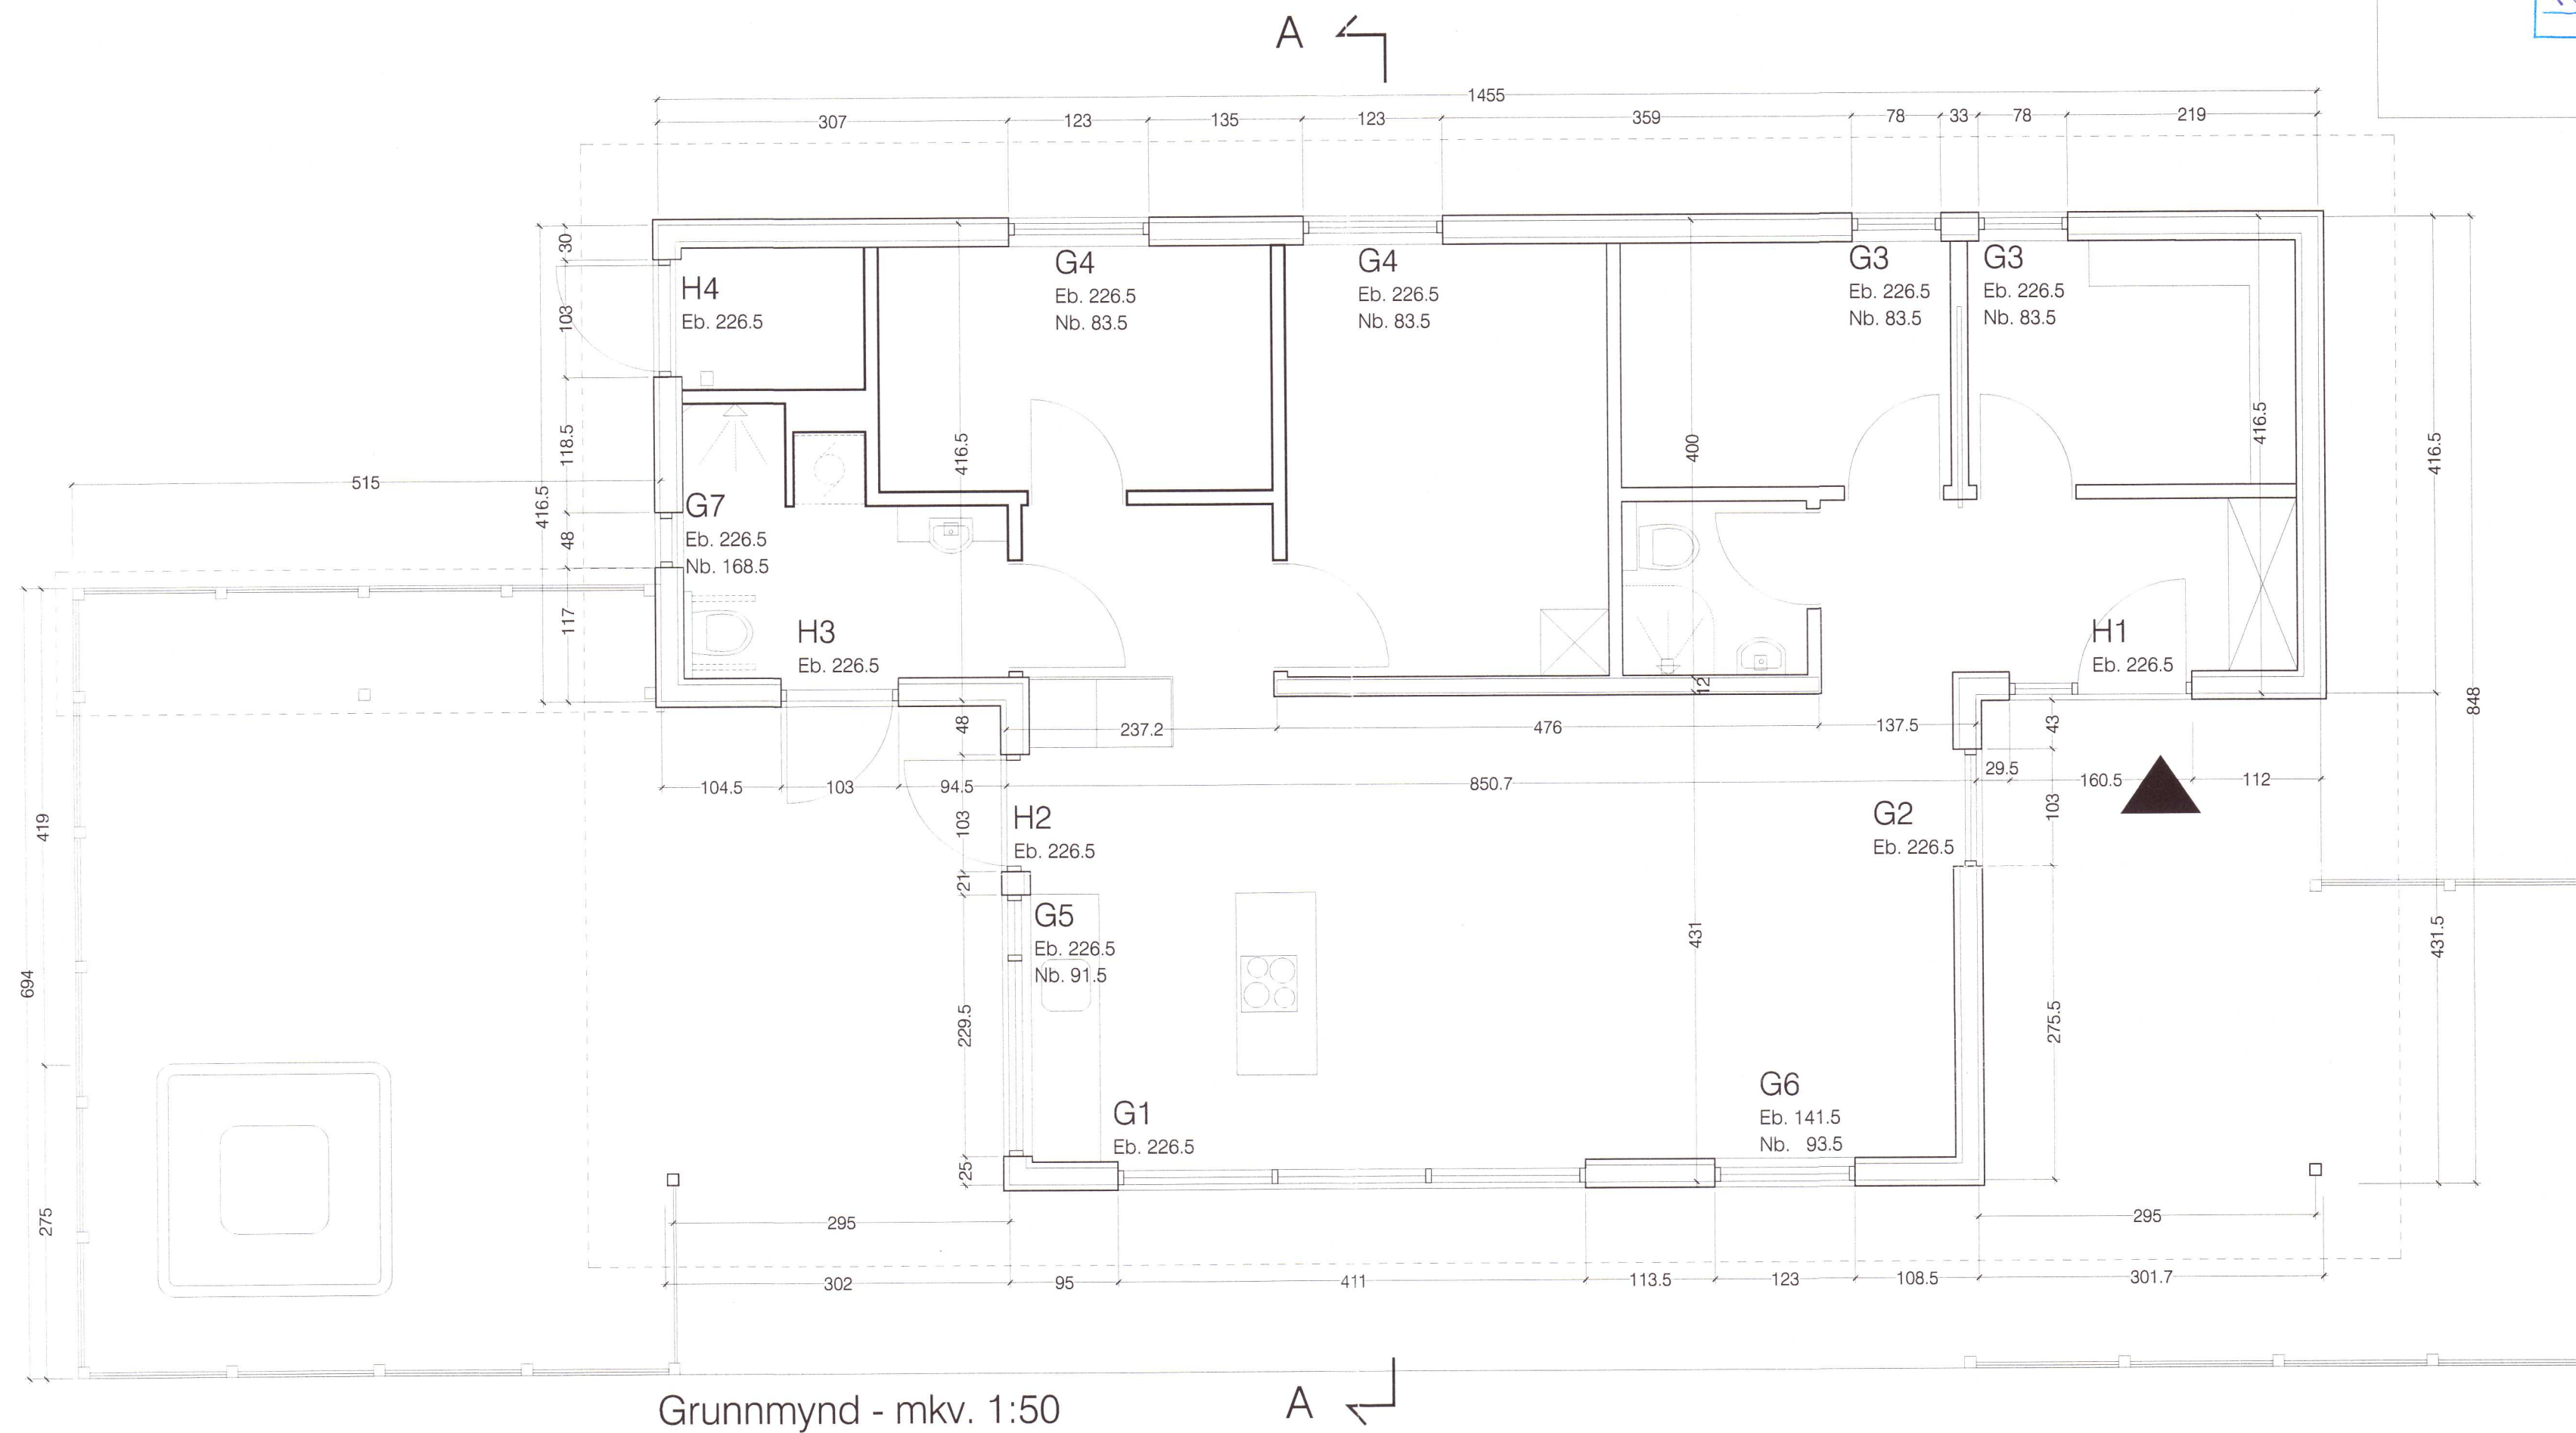 A
1455
307
123
135
123
359
78
33
78
219
30
103
118.5
48
117
416.5
515
H4
Eb. 226.5
G4
Eb. 226.5
Nb. 83.5
G4
Eb. 226.5
Nb. 83.5
G3
Eb. 226.5
Nb. 83.5
G3
Eb. 226.5
Nb. 83.5
416.5
400
416.5
416.5
848
G7
Eb. 226.5
Nb. 168.5
H3
Eb. 226.5
H1
Eb. 226.5
12
48
237.2
476
137.5
43
29.5
160.5
112
104.5
103
94.5
850.7
103
103
H2
Eb. 226.5
G2
Eb. 226.5
21
G5
Eb. 226.5
Nb. 91.5
419
694
275
229.5
431
275.5
431.5
G1
Eb. 226.5
G6
Eb. 141.5
Nb. 93.5
25
295
295
302
95
411
113.5
123
108.5
301.7
Grunnmynd - mkv. 1:50
A